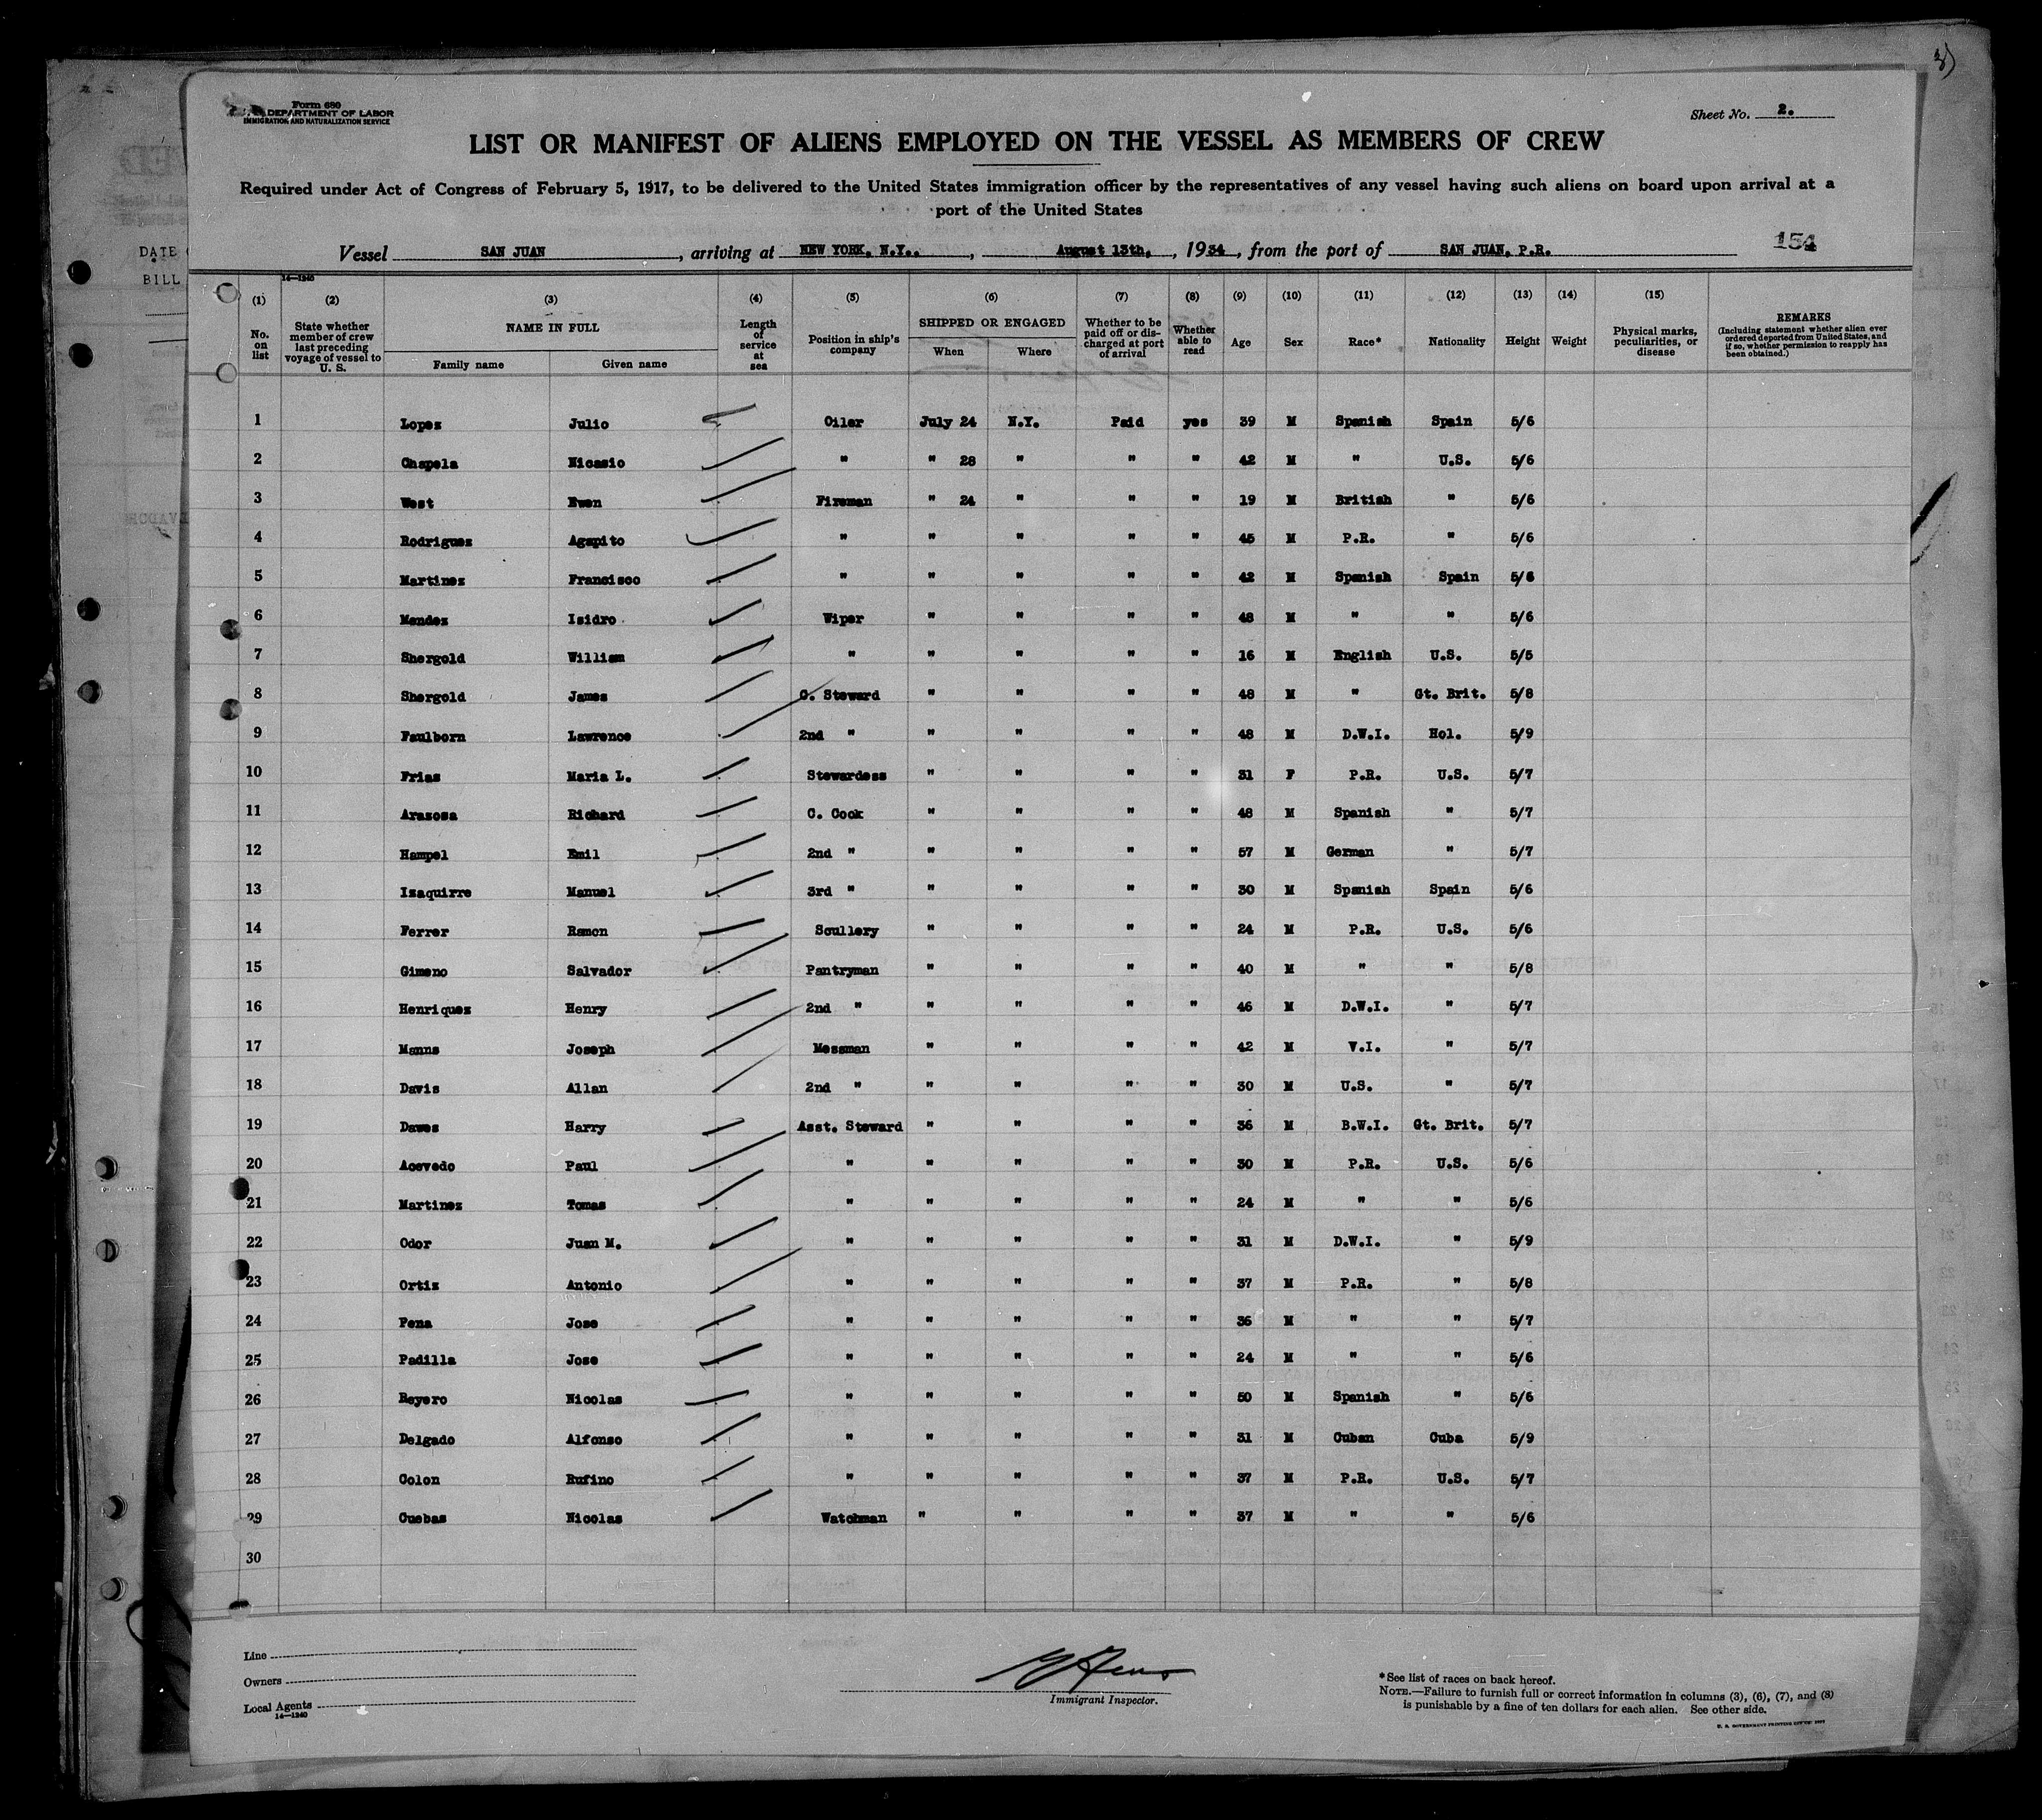 3)
Form 680
DEPARTMENT OF LABOR
IMMIGRATION AND NATURALIZATION SERVICE
Sheet No. 2.
LIST OR MANIFEST OF ALIENS EMPLOYED ON THE VESSEL AS MEMBERS OF CREW
Required under Act of Congress of February 5, 1917, to be delivered to the United States immigration officer by the representatives of any vessel having such aliens on board upon arrival at a
port of the United States
DATE
BILL
Vessel SAN JUAN, arriving at NEW YORK, N.Y., August 13th, 1934, from the port of SAN JUAN, P.R. 154
14—1240
(1) (2) (3) (4) (5) (6) (7) (8) (9) (10) (11) (12) (13) (14) (15)
No. on list State whether member of crew last preceding voyage of vessel to U. S. NAME IN FULL Family name Given name Length of service at sea Position in ship's company SHIPPED OR ENGAGED When Where Whether to be paid off or discharged at port of arrival Whether able to read Age Sex Race* Nationality Height Weight Physical marks, peculiarities, or disease REMARKS (Including statement whether alien ever ordered deported from United States, and if so, whether permission to reapply has been obtained.)
1 Lopez Julio Oiler July 24 N.Y. Paid yes 39 M Spanish Spain 5/6
2 Chapela Nicasio " " 28 " " " 42 M " U.S. 5/6
3 West Ewen Fireman " 24 " " " 19 M British " 5/6
4 Rodriguez Agapito " " " " " 45 M P.R. " 5/6
5 Martinez Francisco " " " " " 42 M Spanish Spain 5/6
6 Mendez Isidro Wiper " " " " 48 M " " 5/6
7 Shergold William " " " " " 16 M English U.S. 5/5
8 Shergold James C. Steward " " " " 48 M " Gt. Brit. 5/8
9 Faulborn Lawrence 2nd " " " " " 48 M D.W.I. Hol. 5/9
10 Frias Maria L. Stewardess " " " " 31 F P.R. U.S. 5/7
11 Arazosa Richard C. Cook " " " " 48 M Spanish " 5/7
12 Hampel Emil 2nd " " " " " 57 M German " 5/7
13 Izaquirre Manuel 3rd " " " " " 30 M Spanish Spain 5/6
14 Ferrer Ramon Scullery " " " " 24 M P.R. U.S. 5/6
15 Gimeno Salvador Pantryman " " " " 40 M " " 5/8
16 Henriquez Henry 2nd " " " " " 46 M D.W.I. " 5/7
17 Manns Joseph Messman " " " " 42 M V.I. " 5/7
18 Davis Allan 2nd " " " " " 30 M U.S. " 5/7
19 Dawes Harry Asst. Steward " " " " 36 M B.W.I. Gt. Brit. 5/7
20 Acevedo Paul " " " " " 30 M P.R. U.S. 5/6
21 Martinez Tomas " " " " " 24 M " " 5/6
22 Odor Juan M. " " " " " 31 M D.W.I. " 5/9
23 Ortiz Antonio " " " " " 37 M P.R. " 5/8
24 Pena Jose " " " " " 36 M " " 5/7
25 Padilla Jose " " " " " 24 M " " 5/6
26 Reyero Nicolas " " " " " 50 M Spanish " 5/6
27 Delgado Alfonso " " " " " 31 M Cuban Cuba 5/9
28 Colon Rufino " " " " " 37 M P.R. U.S. 5/7
29 Cuebas Nicolas Watchman " " " " 37 M " " 5/6
30
Line
Owners
Local Agents
14—1240
Immigrant Inspector.
*See list of races on back hereof.
NOTE.—Failure to furnish full or correct information in columns (3), (6), (7), and (8)
is punishable by a fine of ten dollars for each alien. See other side.